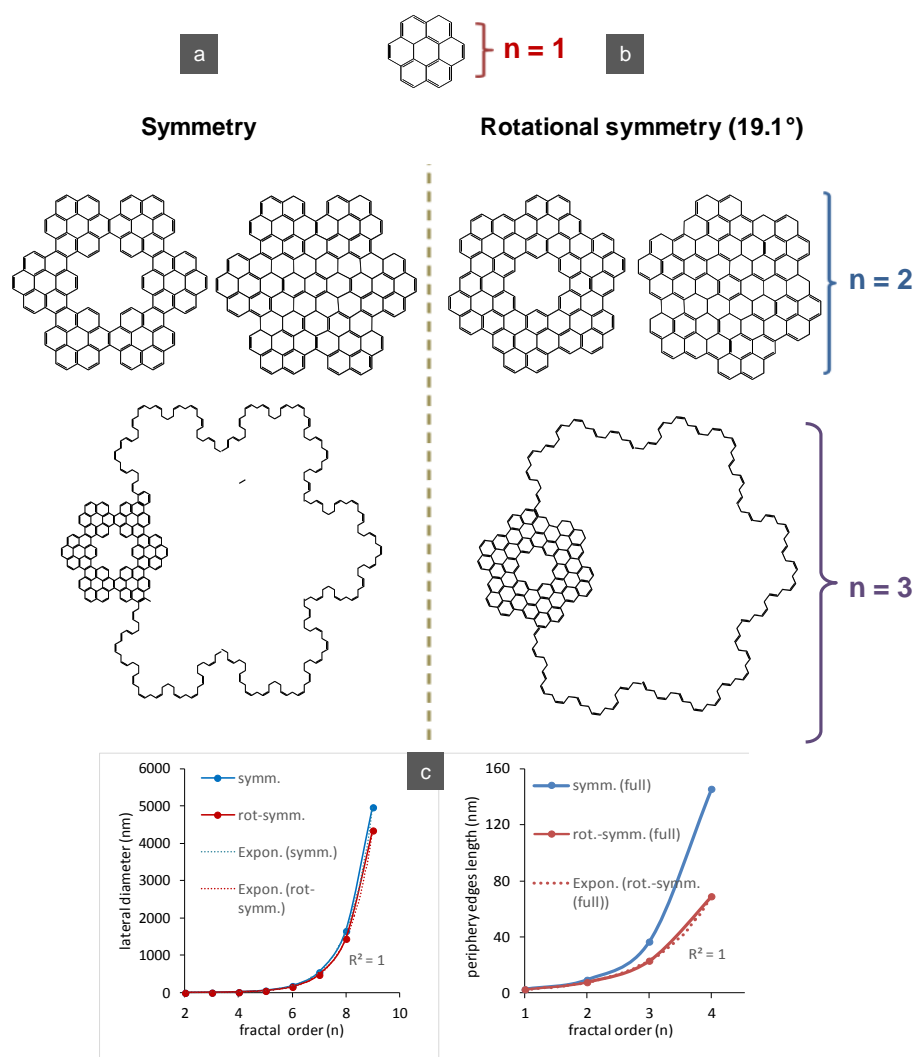 a
n = 1
b
Symmetry
Rotational symmetry (19.1°)
n = 2
n = 3
c
6000
5000
4000
3000
2000
1000
0
lateral diameter (nm)
symm.
rot-symm.
Expon. (symm.)
Expon. (rot-
symm.)
R² = 1
2
4
6
8
10
fractal order (n)
160
120
80
40
0
periphery edges length (nm)
symm. (full)
rot.-symm. (full)
Expon. (rot.-symm.
(full))
R² = 1
1
2
3
4
fractal order (n)